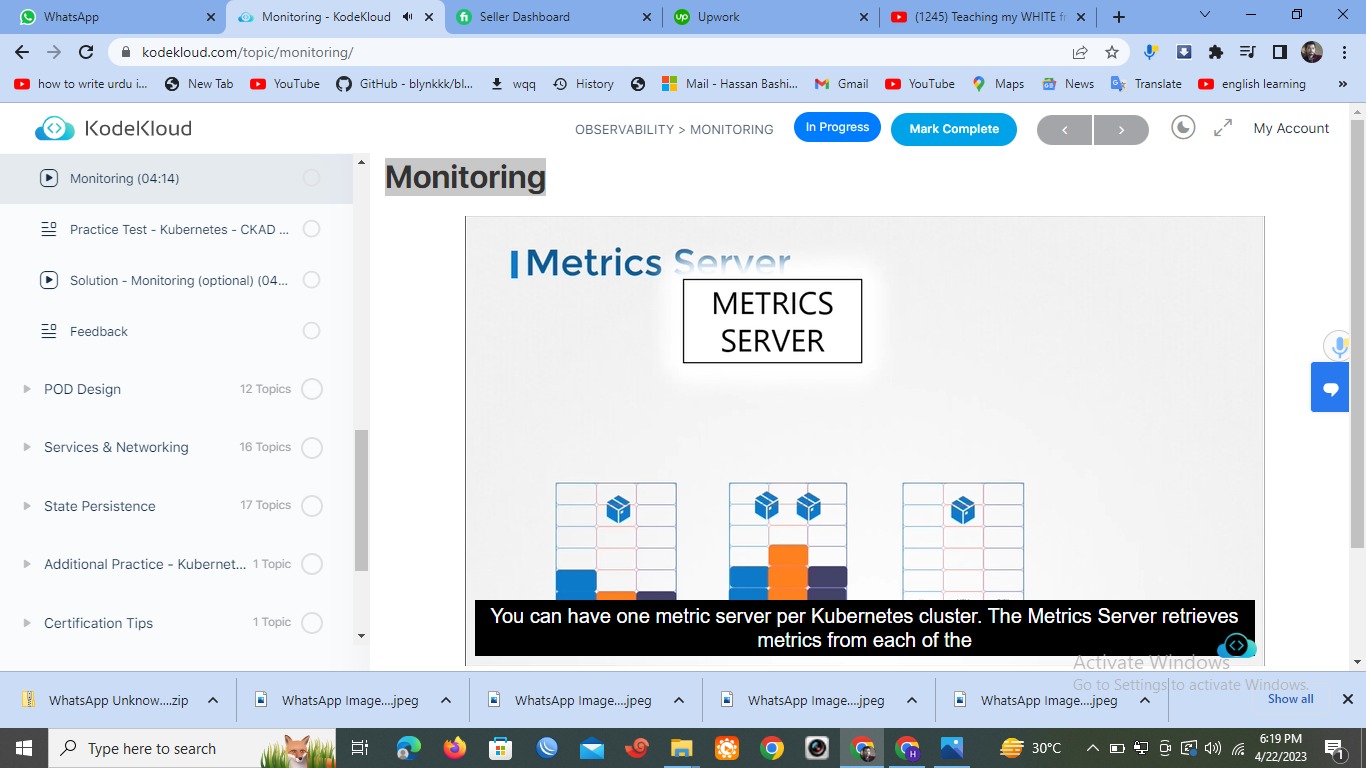 WhatsApp
Monitoring - KodeKloud
Seller Dashboard
Upwork
(1245) Teaching my WHITE fr
kodekloud.com/topic/monitoring/
how to write urdu i...
New Tab
YouTube
GitHub - blynkkk/bl...
wqq
History
Mail - Hassan Bashi...
Gmail
YouTube
Maps
News
Translate
english learning
»
KodeKloud
OBSERVABILITY > MONITORING
In Progress
Mark Complete
My Account
Monitoring (04:14)
Practice Test - Kubernetes - CKAD ...
Solution - Monitoring (optional) (04...
Feedback
POD Design 12 Topics
Services & Networking 16 Topics
State Persistence 17 Topics
Additional Practice - Kubernet... 1 Topic
Certification Tips 1 Topic
Monitoring
Metrics Server
METRICS
SERVER
You can have one metric server per Kubernetes cluster. The Metrics Server retrieves
metrics from each of the
Activate Windows
Go to Settings to activate Windows.
WhatsApp Unknow....zip
WhatsApp Image....jpeg
WhatsApp Image....jpeg
WhatsApp Image....jpeg
WhatsApp Image....jpeg
Show all
Type here to search
30°C
6:19 PM
4/22/2023
1